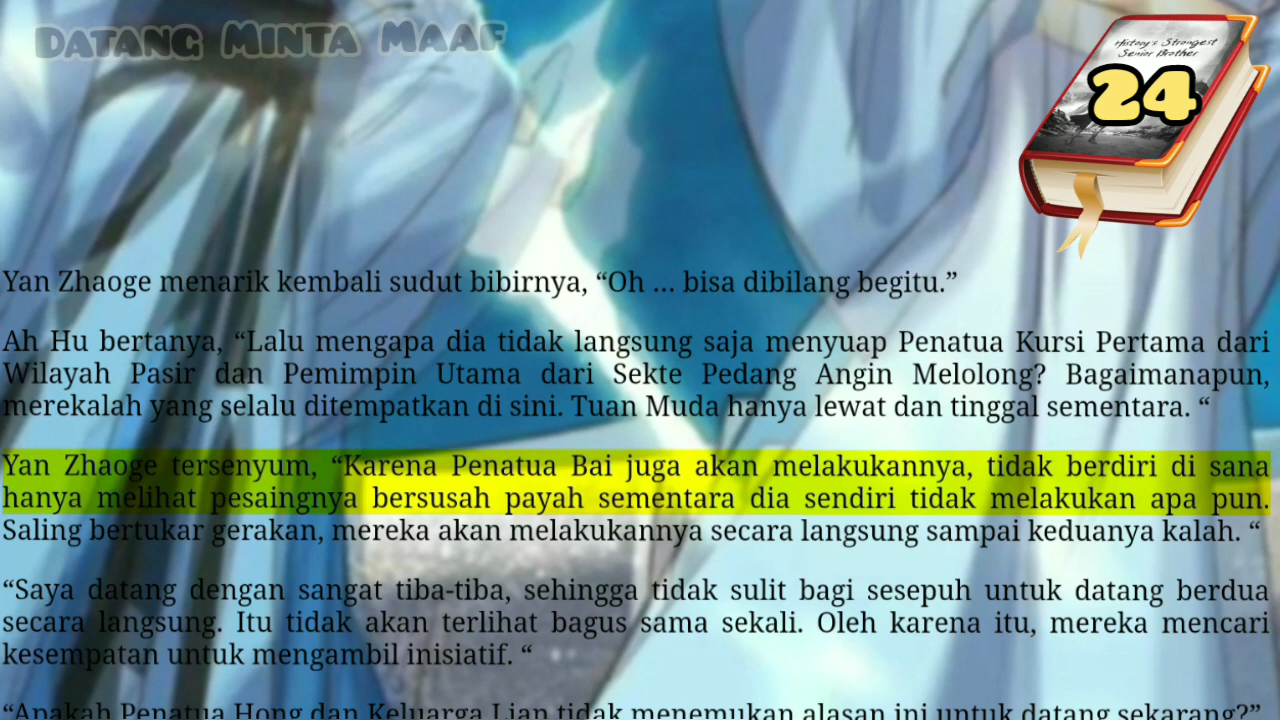 Datang Minta Maaf
History's Strongest
Senior Brother
24
Yan Zhaoge menarik kembali sudut bibirnya, “Oh ... bisa dibilang begitu.”
Ah Hu bertanya, “Lalu mengapa dia tidak langsung saja menyuap Penatua Kursi Pertama dari
Wilayah Pasir dan Pemimpin Utama dari Sekte Pedang Angin Melolong? Bagaimanapun,
merekalah yang selalu ditempatkan di sini. Tuan Muda hanya lewat dan tinggal sementara. “
Yan Zhaoge tersenyum, “Karena Penatua Bai juga akan melakukannya, tidak berdiri di sana
hanya melihat pesaingnya bersusah payah sementara dia sendiri tidak melakukan apa pun.
Saling bertukar gerakan, mereka akan melakukannya secara langsung sampai keduanya kalah. “
“Saya datang dengan sangat tiba-tiba, sehingga tidak sulit bagi sesepuh untuk datang berdua
secara langsung. Itu tidak akan terlihat bagus sama sekali. Oleh karena itu, mereka mencari
kesempatan untuk mengambil inisiatif. “
“Apakah Penatua Hong dan Keluarga Lian tidak menemukan alasan ini untuk datang sekarang?”